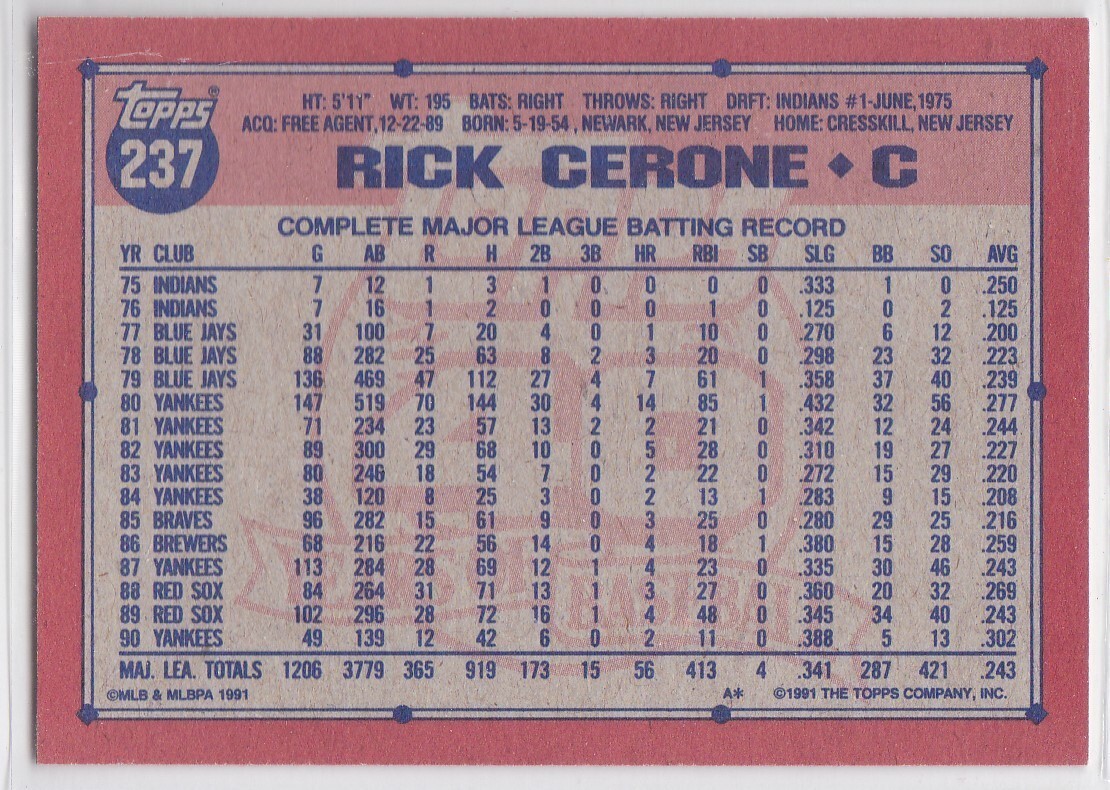 topps®
237
HT: 5'11" WT: 195 BATS: RIGHT THROWS: RIGHT DRFT: INDIANS #1-JUNE,1975
ACQ: FREE AGENT,12-22-89 BORN: 5-19-54 , NEWARK, NEW JERSEY HOME: CRESSKILL, NEW JERSEY
RICK CERONE ♦ C
COMPLETE MAJOR LEAGUE BATTING RECORD
YR CLUB G AB R H 2B 3B HR RBI SB SLG BB SO AVG
75 INDIANS 7 12 1 3 1 0 0 0 0 .333 1 0 .250
76 INDIANS 7 16 1 2 0 0 0 1 0 .125 0 2 .125
77 BLUE JAYS 31 100 7 20 4 0 1 10 0 .270 6 12 .200
78 BLUE JAYS 88 282 25 63 8 2 3 20 0 .298 23 32 .223
79 BLUE JAYS 136 469 47 112 27 4 7 61 1 .358 37 40 .239
80 YANKEES 147 519 70 144 30 4 14 85 1 .432 32 56 .277
81 YANKEES 71 234 23 57 13 2 2 21 0 .342 12 24 .244
82 YANKEES 89 300 29 68 10 0 5 28 0 .310 19 27 .227
83 YANKEES 80 246 18 54 7 0 2 22 0 .272 15 29 .220
84 YANKEES 38 120 8 25 3 0 2 13 1 .283 9 15 .208
85 BRAVES 96 282 15 61 9 0 3 25 0 .280 29 25 .216
86 BREWERS 68 216 22 56 14 0 4 18 1 .380 15 28 .259
87 YANKEES 113 284 28 69 12 1 4 23 0 .335 30 46 .243
88 RED SOX 84 264 31 71 13 1 3 27 0 .360 20 32 .269
89 RED SOX 102 296 28 72 16 1 4 48 0 .345 34 40 .243
90 YANKEES 49 139 12 42 6 0 2 11 0 .388 5 13 .302
MAJ. LEA. TOTALS 1206 3779 365 919 173 15 56 413 4 .341 287 421 .243
©MLB & MLBPA 1991 A* ©1991 THE TOPPS COMPANY, INC.
40
YEARS OF
BASEBALL